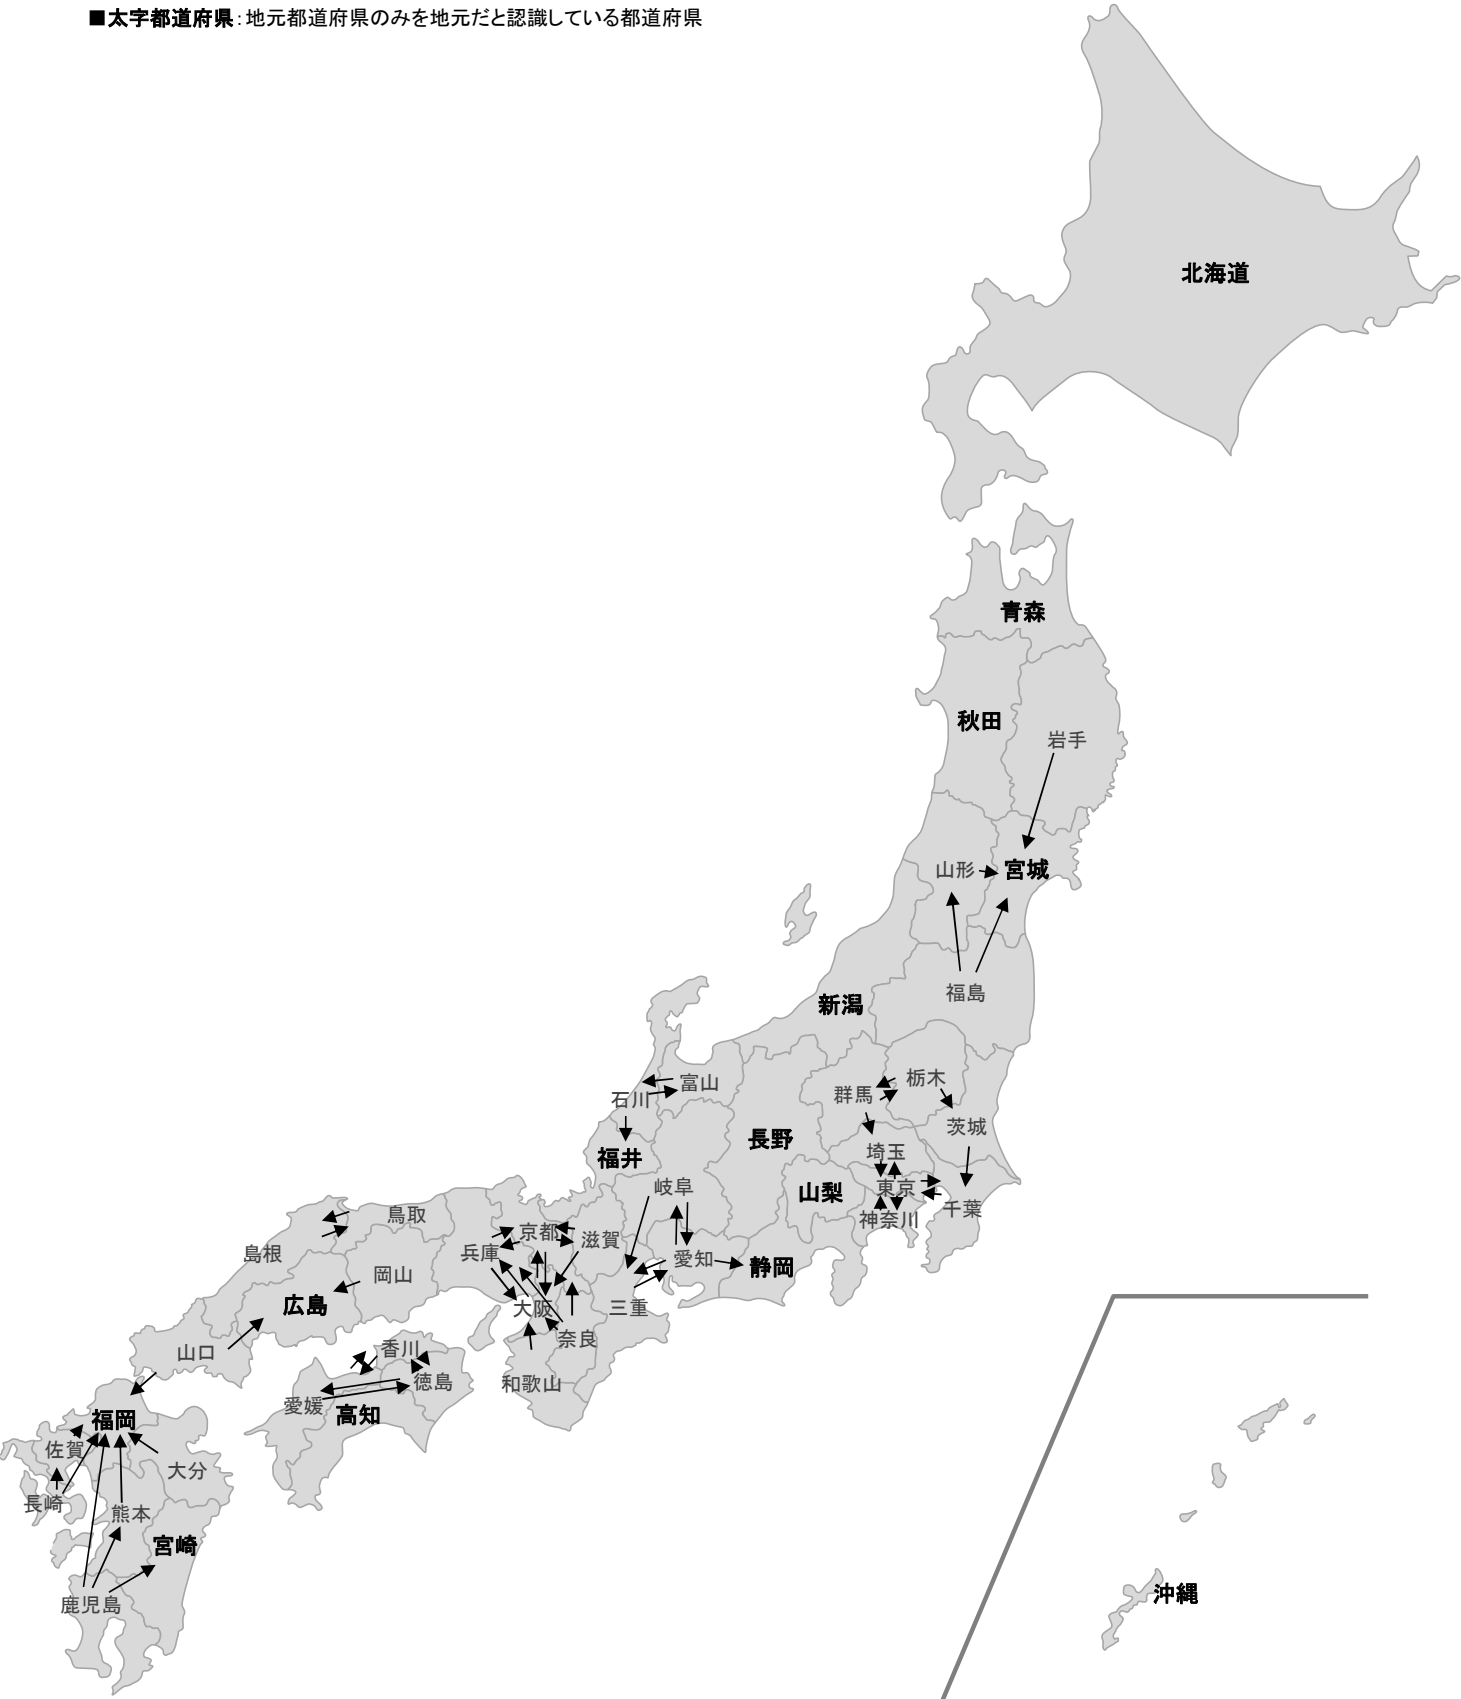 ■太字都道府県：地元都道府県のみを地元だと認識している都道府県
北海道
青森
秋田
岩手
山形
宮城
福島
新潟
富山
石川
栃木
群馬
茨城
長野
福井
埼玉
岐阜
山梨
東京
千葉
神奈川
鳥取
京都
滋賀
島根
兵庫
愛知
静岡
岡山
広島
大阪
三重
奈良
山口
香川
和歌山
徳島
愛媛
高知
福岡
佐賀
大分
長崎
熊本
宮崎
鹿児島
沖縄